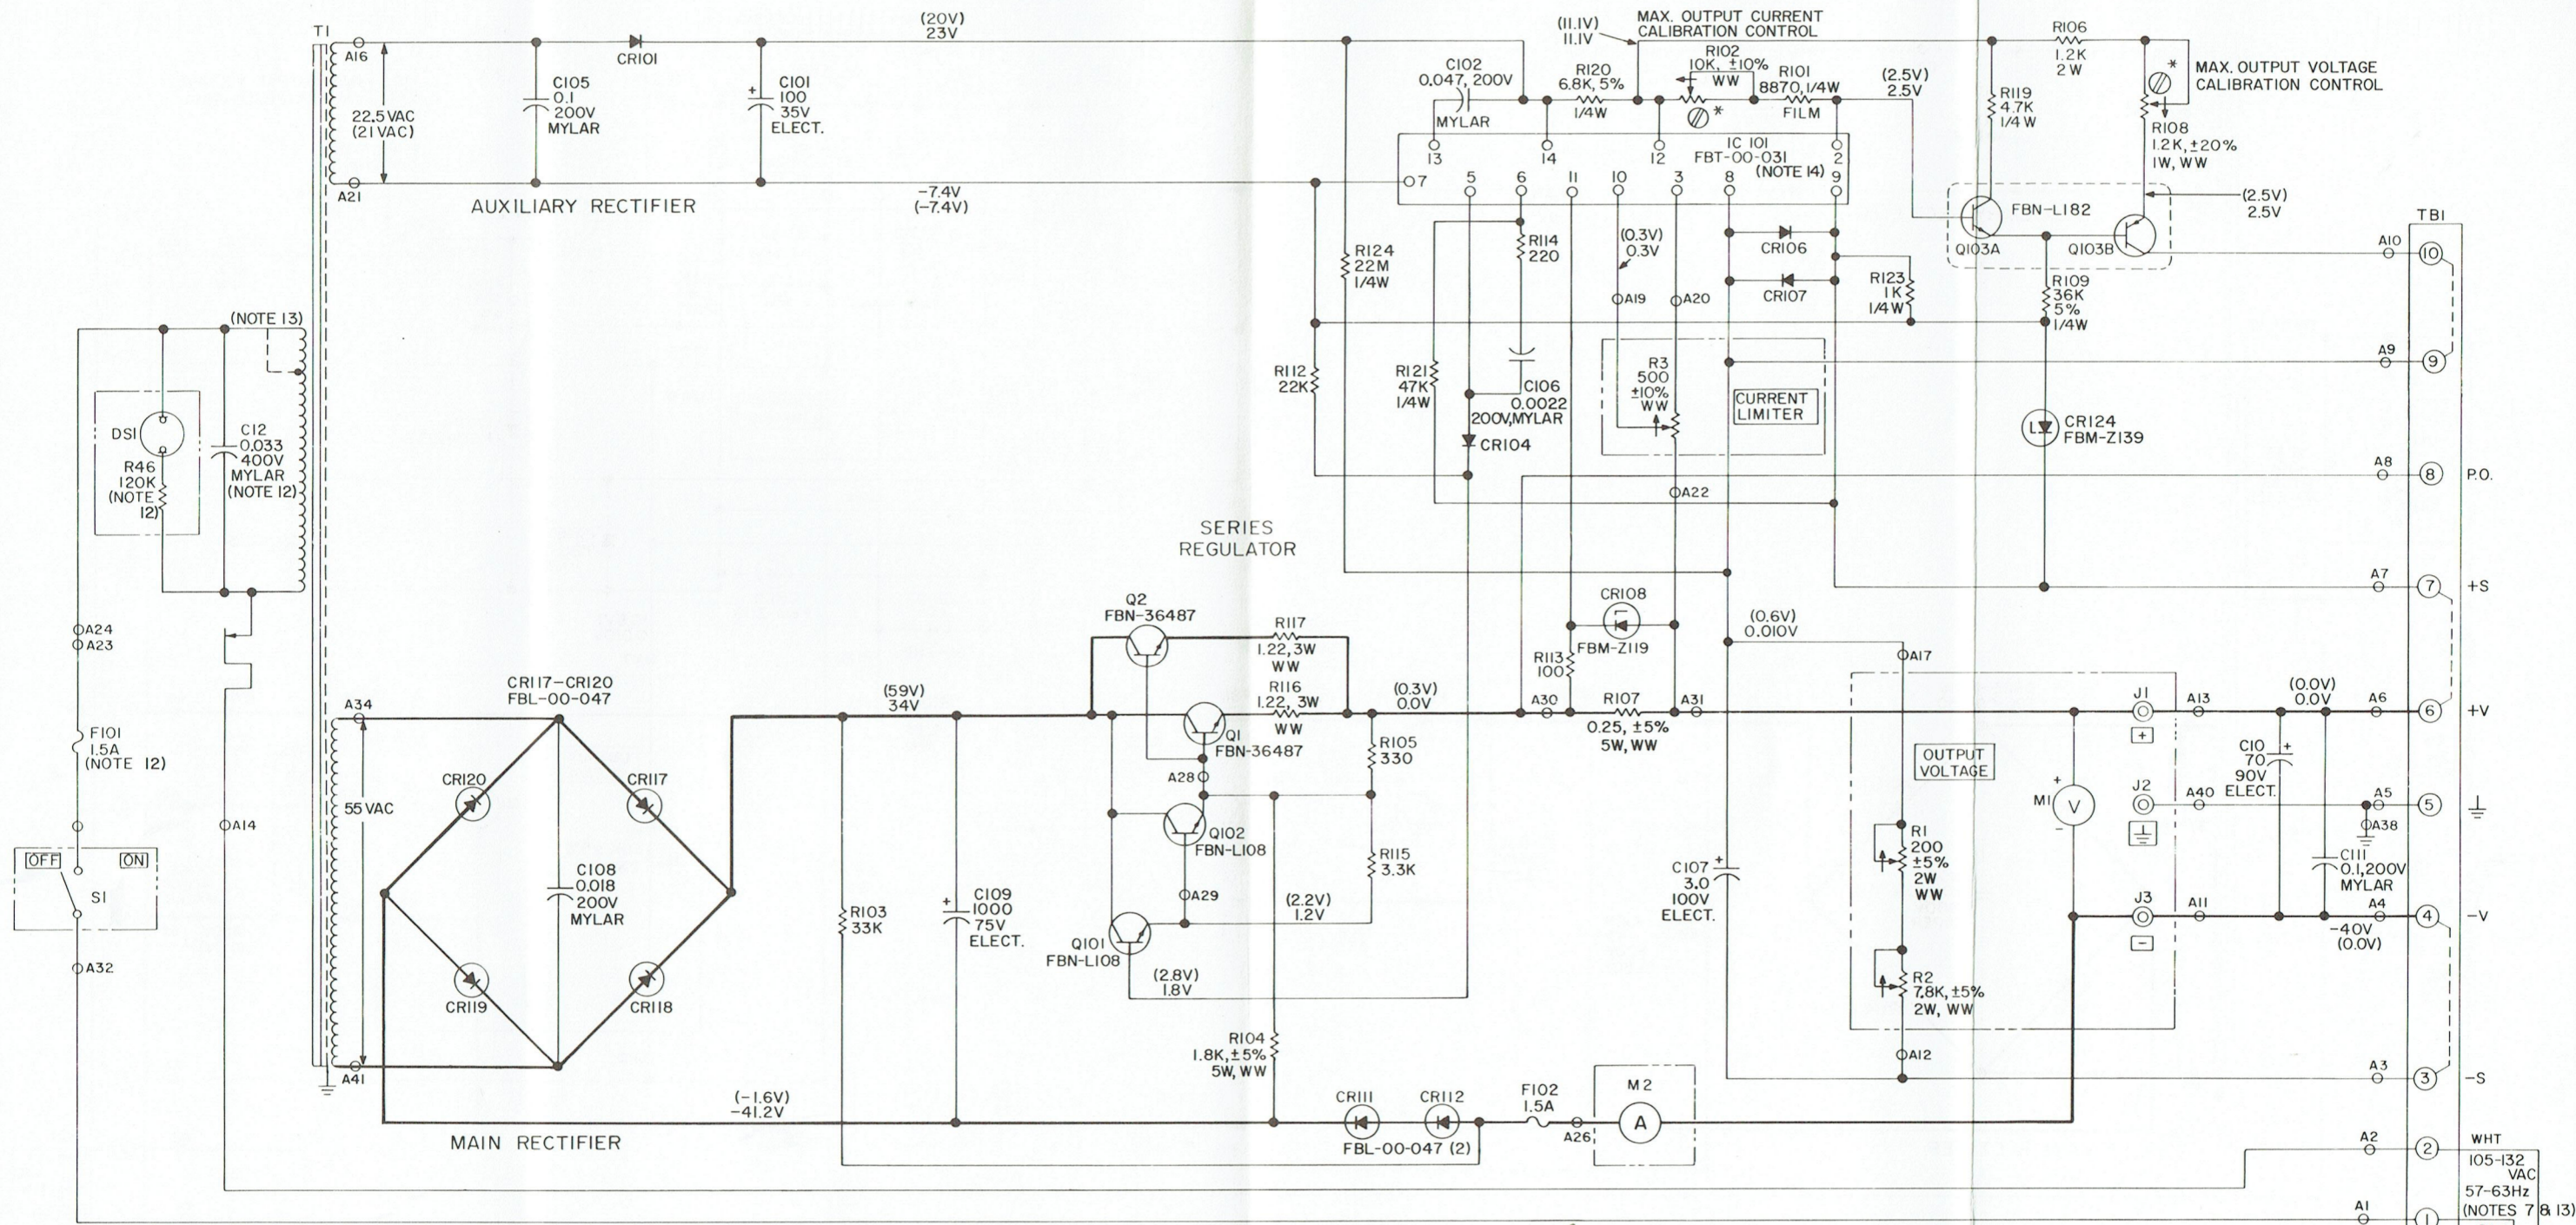 T1
A16
22.5 VAC
(21 VAC)
A21
C105
0.1
200V
MYLAR
CR101
C101
+
100
35V
ELECT.
(20V)
23V
-7.4V
(-7.4V)
AUXILIARY RECTIFIER
(11.1V)
11.1V
MAX. OUTPUT CURRENT
CALIBRATION CONTROL
C102
0.047, 200V
MYLAR
R120
6.8K, 5%
1/4W
R102
10K, ±10%
WW
*
R101
8870, 1/4W
FILM
(2.5V)
2.5V
R106
1.2K
2W
R119
4.7K
1/4W
*
MAX. OUTPUT VOLTAGE
CALIBRATION CONTROL
R108
1.2K, ±20%
1W, WW
(2.5V)
2.5V
IC 101
FBT-00-031
(NOTE 14)
13
14
12
2
7
5
6
11
10
3
8
9
FBN-L182
Q103A
Q103B
TB1
A10
10
R124
22M
1/4W
R114
220
(0.3V)
0.3V
A19
A20
CR106
CR107
R123
1K
1/4W
R109
36K
5%
1/4W
A9
9
R112
22K
R121
47K
1/4W
C106
0.0022
200V, MYLAR
CR104
R3
500
±10%
WW
CURRENT
LIMITER
A22
CR124
FBM-Z139
A8
8
P.O.
A7
7
+S
(NOTE 13)
DS1
R46
120K
(NOTE
12)
C12
0.033
400V
MYLAR
(NOTE 12)
A24
A23
F101
1.5A
(NOTE 12)
OFF
ON
S1
A32
A14
SERIES
REGULATOR
Q2
FBN-36487
R117
1.22, 3W
WW
R116
1.22, 3W
WW
Q1
FBN-36487
A28
Q102
FBN-L108
A29
Q101
FBN-L108
(2.8V)
1.8V
(2.2V)
1.2V
(0.3V)
0.0V
R105
330
R115
3.3K
R104
1.8K, ±5%
5W, WW
CR108
FBM-Z119
R113
100
A30
R107
0.25, ±5%
5W, WW
A31
(0.6V)
0.010V
A17
A34
CR117-CR120
FBL-00-047
CR120
CR117
CR119
CR118
55 VAC
C108
0.018
200V
MYLAR
A41
(59V)
34V
R103
33K
C109
+
1000
75V
ELECT.
(-1.6V)
-41.2V
MAIN RECTIFIER
C107
+
3.0
100V
ELECT.
OUTPUT
VOLTAGE
R1
200
±5%
2W
WW
R2
7.8K, ±5%
2W, WW
A12
M1
V
+
-
J1
+
J2
J3
-
A13
A40
A11
(0.0V)
0.0V
A6
6
+V
C10
+
70
90V
ELECT.
A5
5
A38
C111
0.1, 200V
MYLAR
A4
4
-V
-40V
(0.0V)
A3
3
-S
CR111
CR112
FBL-00-047 (2)
F102
1.5A
A26
M2
A
A2
2
WHT
105-132
VAC
57-63Hz
(NOTES 7 & 13)
A1
1